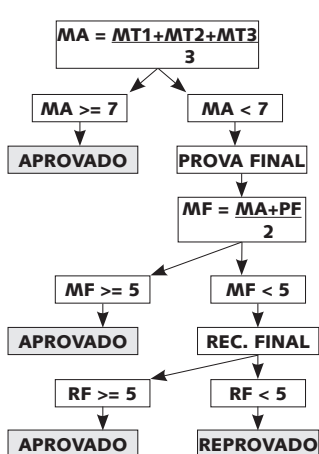 MA = MT1+MT2+MT3
3
MA >= 7 MA < 7
APROVADO PROVA FINAL
MF = MA+PF
2
MF >= 5 MF < 5
APROVADO REC. FINAL
RF >= 5 RF < 5
APROVADO REPROVADO